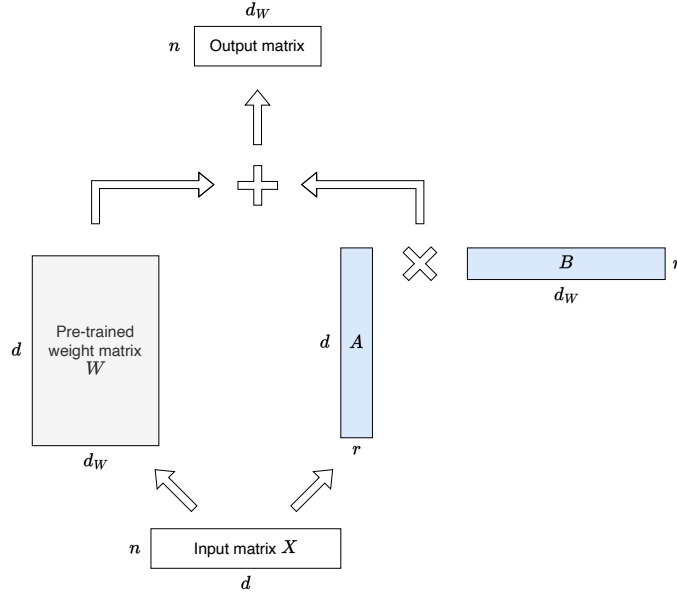 d_W
n
Output matrix
d
Pre-trained
weight matrix
W
d_W
d
A
r
B
d_W
n
Input matrix X
d